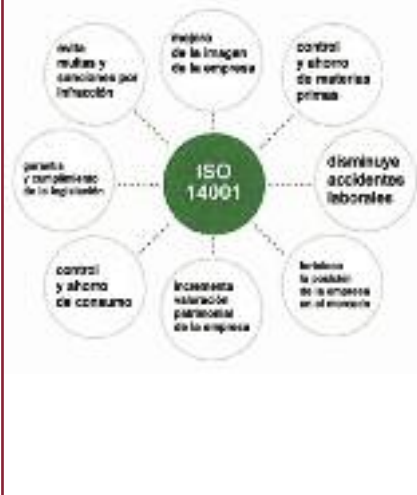 mejora
de la imagen
de la empresa
control
y ahorro
de materias
primas
disminuye
accidentes
laborales
fortalece
la posición
de la empresa
en el mercado
incrementa
valoración
patrimonial
de la empresa
control
y ahorro
de consumo
garantía
y cumplimiento
de la legislación
evita
multas y
sanciones por
infracción
ISO
14001